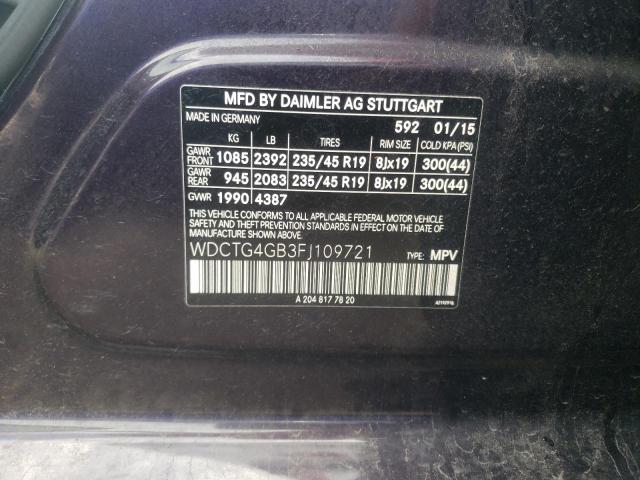 MFD BY DAIMLER AG STUTTGART
MADE IN GERMANY 592 01/15
KG LB TIRES RIM SIZE COLD KPA (PSI)
GAWR FRONT 1085 2392 235/45 R19 8Jx19 300(44)
GAWR REAR 945 2083 235/45 R19 8Jx19 300(44)
GVWR 1990 4387
THIS VEHICLE CONFORMS TO ALL APPLICABLE FEDERAL MOTOR VEHICLE
SAFETY AND THEFT PREVENTION STANDARDS IN EFFECT ON THE DATE OF
MANUFACTURE SHOWN ABOVE.
WDCTG4GB3FJ109721 TYPE: MPV
A 204 817 78 20